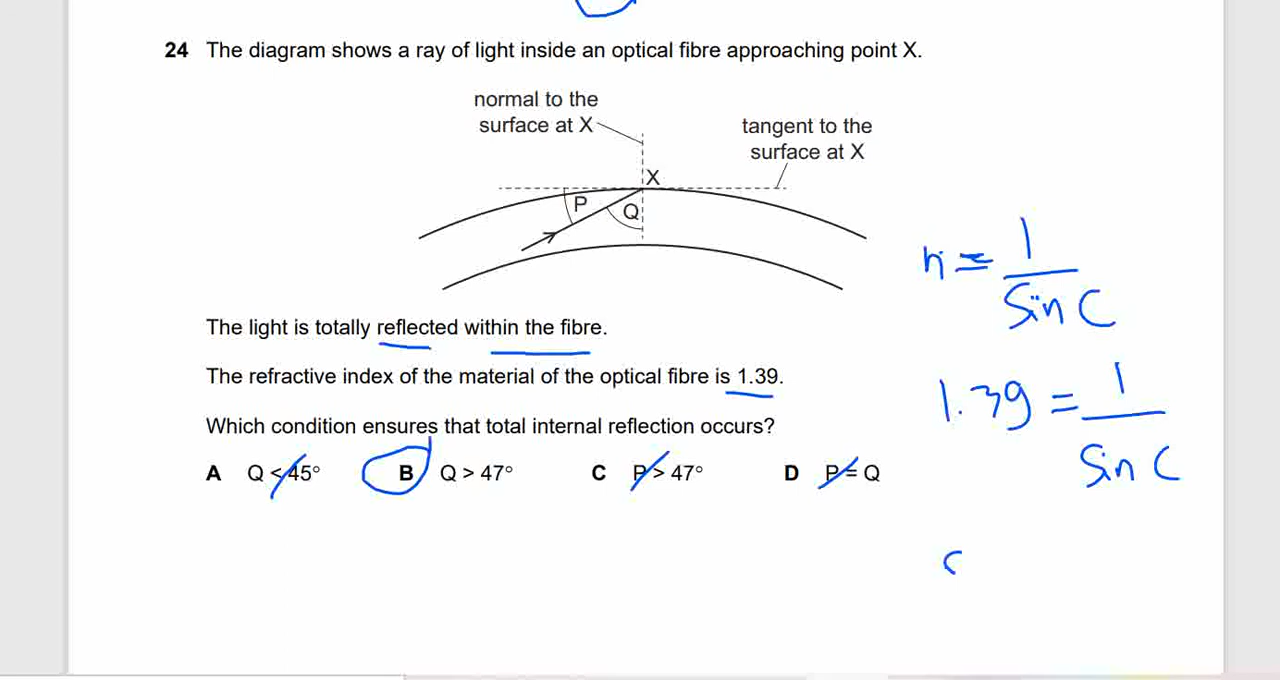 24 The diagram shows a ray of light inside an optical fibre approaching point X.
normal to the
surface at X
tangent to the
surface at X
X
P
Q
n = 1
sin C
The light is totally reflected within the fibre.
The refractive index of the material of the optical fibre is 1.39.
1.39 = 1
sin C
Which condition ensures that total internal reflection occurs?
A Q < 45° B Q > 47° C P > 47° D P = Q